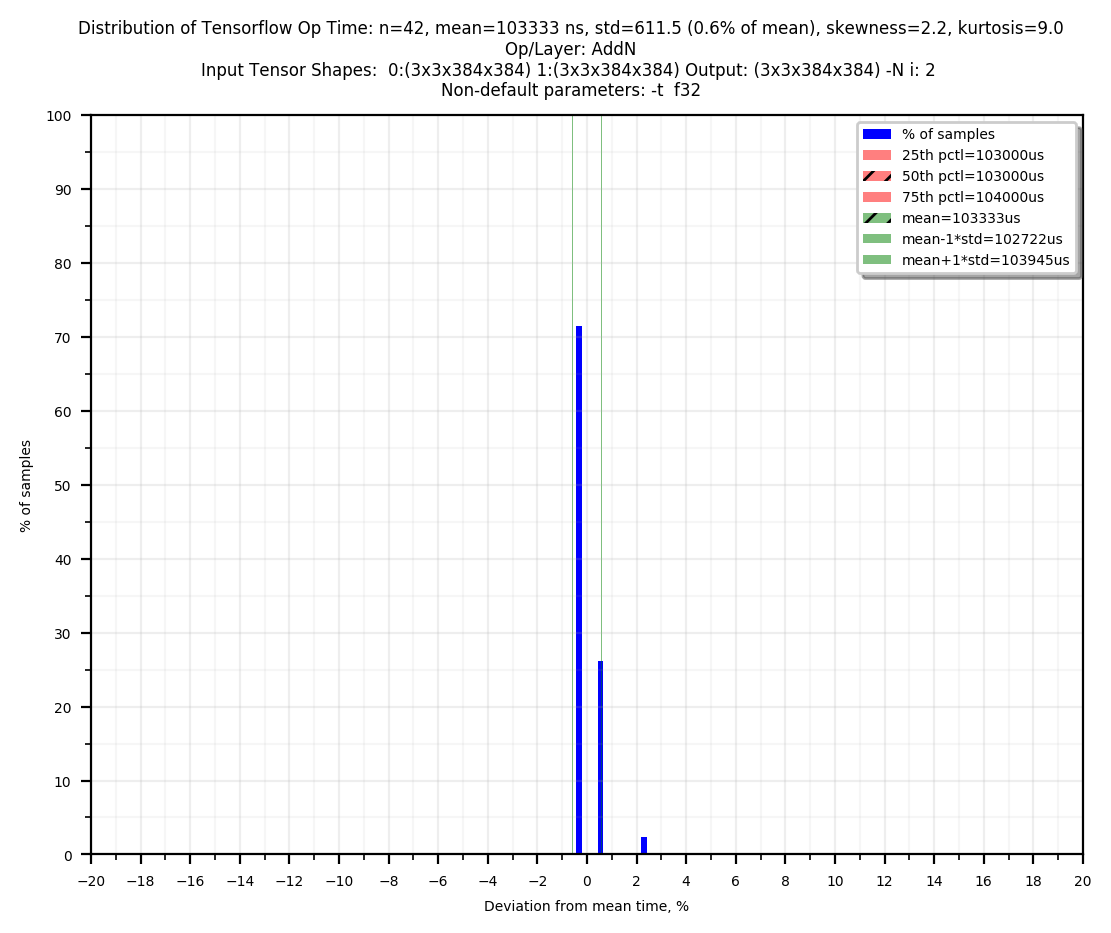 Distribution of Tensorflow Op Time: n=42, mean=103333 ns, std=611.5 (0.6% of mean), skewness=2.2, kurtosis=9.0
Op/Layer: AddN
Input Tensor Shapes:  0:(3x3x384x384) 1:(3x3x384x384) Output: (3x3x384x384) -N i: 2
Non-default parameters: -t  f32
% of samples
25th pctl=103000us
50th pctl=103000us
75th pctl=104000us
mean=103333us
mean-1*std=102722us
mean+1*std=103945us
100
90
80
70
60
50
40
30
20
10
0
% of samples
−20 −18 −16 −14 −12 −10 −8 −6 −4 −2 0 2 4 6 8 10 12 14 16 18 20
Deviation from mean time, %